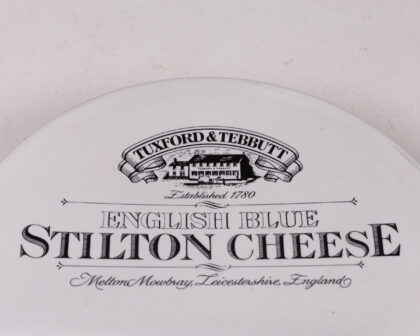 TUXFORD & TEBBUTT
Established 1780
ENGLISH BLUE
STILTON CHEESE
Melton Mowbray, Leicestershire, England